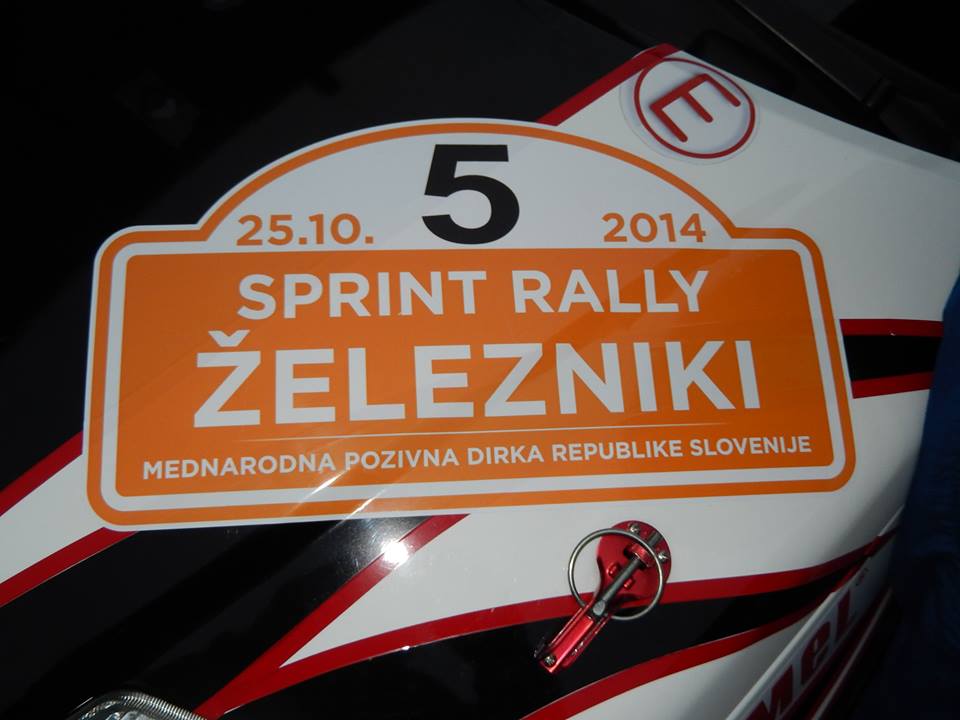 E
5
25.10. 2014
SPRINT RALLY
ŽELEZNIKI
MEDNARODNA POZIVNA DIRKA REPUBLIKE SLOVENIJE